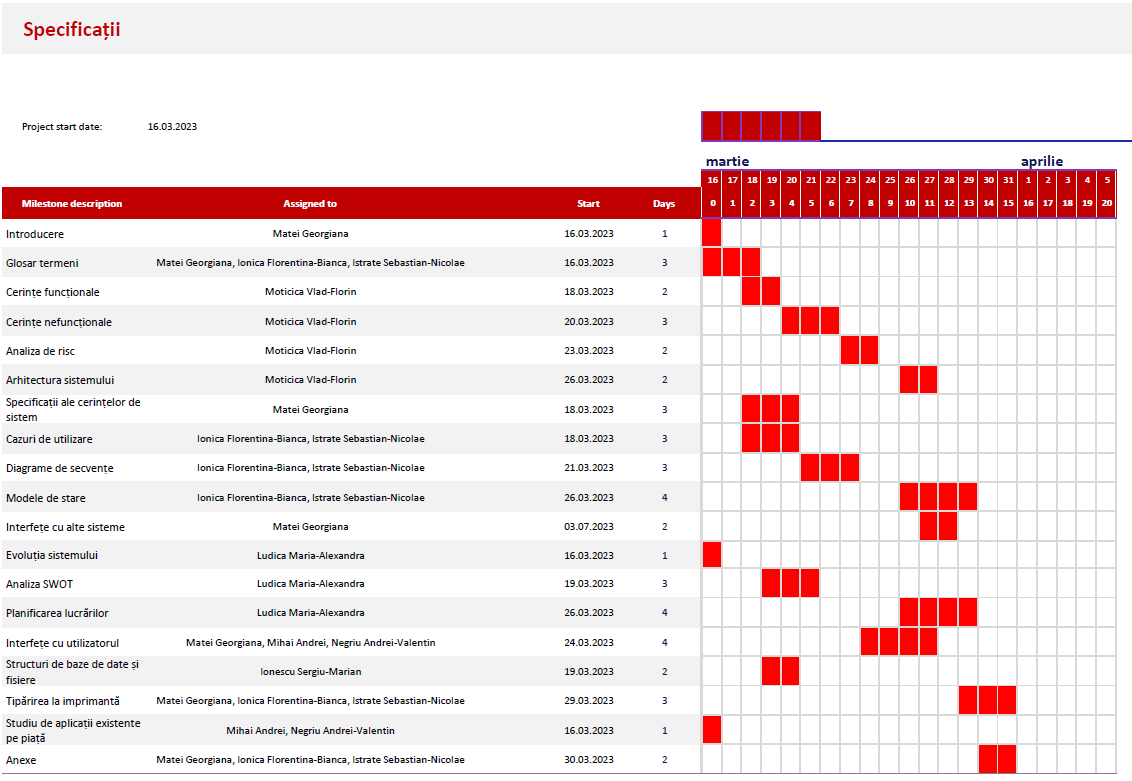 Specificații
Project start date: 16.03.2023
martie aprilie
16 17 18 19 20 21 22 23 24 25 26 27 28 29 30 31 1 2 3 4 5
Milestone description Assigned to Start Days 0 1 2 3 4 5 6 7 8 9 10 11 12 13 14 15 16 17 18 19 20
Introducere Matei Georgiana 16.03.2023 1
Glosar termeni Matei Georgiana, Ionica Florentina-Bianca, Istrate Sebastian-Nicolae 16.03.2023 3
Cerințe funcționale Moticica Vlad-Florin 18.03.2023 2
Cerințe nefuncționale Moticica Vlad-Florin 20.03.2023 3
Analiza de risc Moticica Vlad-Florin 23.03.2023 2
Arhitectura sistemului Moticica Vlad-Florin 26.03.2023 2
Specificații ale cerințelor de
sistem Matei Georgiana 18.03.2023 3
Cazuri de utilizare Ionica Florentina-Bianca, Istrate Sebastian-Nicolae 18.03.2023 3
Diagrame de secvențe Ionica Florentina-Bianca, Istrate Sebastian-Nicolae 21.03.2023 3
Modele de stare Ionica Florentina-Bianca, Istrate Sebastian-Nicolae 26.03.2023 4
Interfețe cu alte sisteme Matei Georgiana 03.07.2023 2
Evoluția sistemului Ludica Maria-Alexandra 16.03.2023 1
Analiza SWOT Ludica Maria-Alexandra 19.03.2023 3
Planificarea lucrărilor Ludica Maria-Alexandra 26.03.2023 4
Interfețe cu utilizatorul Matei Georgiana, Mihai Andrei, Negriu Andrei-Valentin 24.03.2023 4
Structuri de baze de date și
fisiere Ionescu Sergiu-Marian 19.03.2023 2
Tipărirea la imprimantă Matei Georgiana, Ionica Florentina-Bianca, Istrate Sebastian-Nicolae 29.03.2023 3
Studiu de aplicații existente
pe piață Mihai Andrei, Negriu Andrei-Valentin 16.03.2023 1
Anexe Matei Georgiana, Ionica Florentina-Bianca, Istrate Sebastian-Nicolae 30.03.2023 2